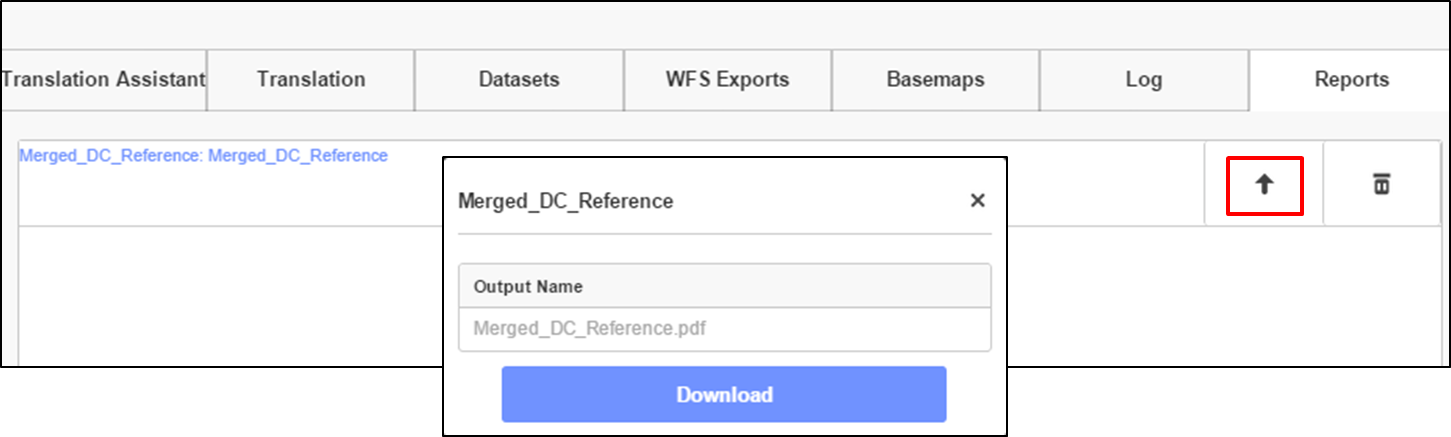 Translation Assistant Translation Datasets WFS Exports Basemaps Log Reports
Merged_DC_Reference: Merged_DC_Reference
Merged_DC_Reference
Output Name
Merged_DC_Reference.pdf
Download